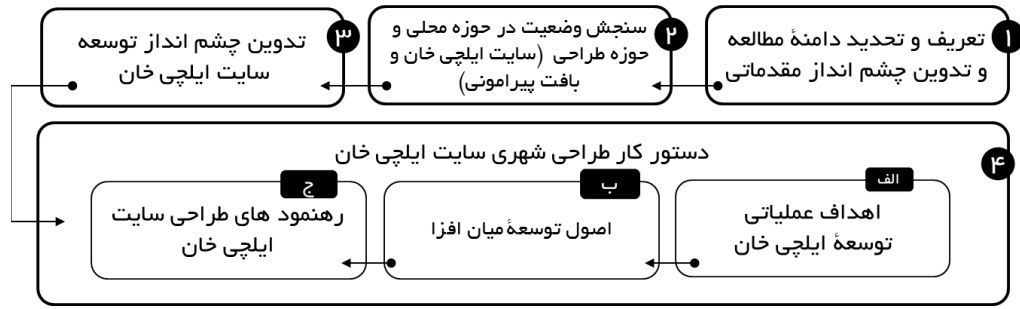 ۱
تعریف و تحدید دامنهٔ مطالعه
و تدوین چشم انداز مقدماتی
۲
سنجش وضعیت در حوزه محلی و
حوزه طراحی (سایت ایلچی خان و
بافت پیرامونی)
۳
تدوین چشم انداز توسعه
سایت ایلچی خان
۴
دستور کار طراحی شهری سایت ایلچی خان
الف
اهداف عملیاتی
توسعهٔ ایلچی خان
ب
اصول توسعهٔ میان افزا
ج
رهنمود های طراحی سایت
ایلچی خان